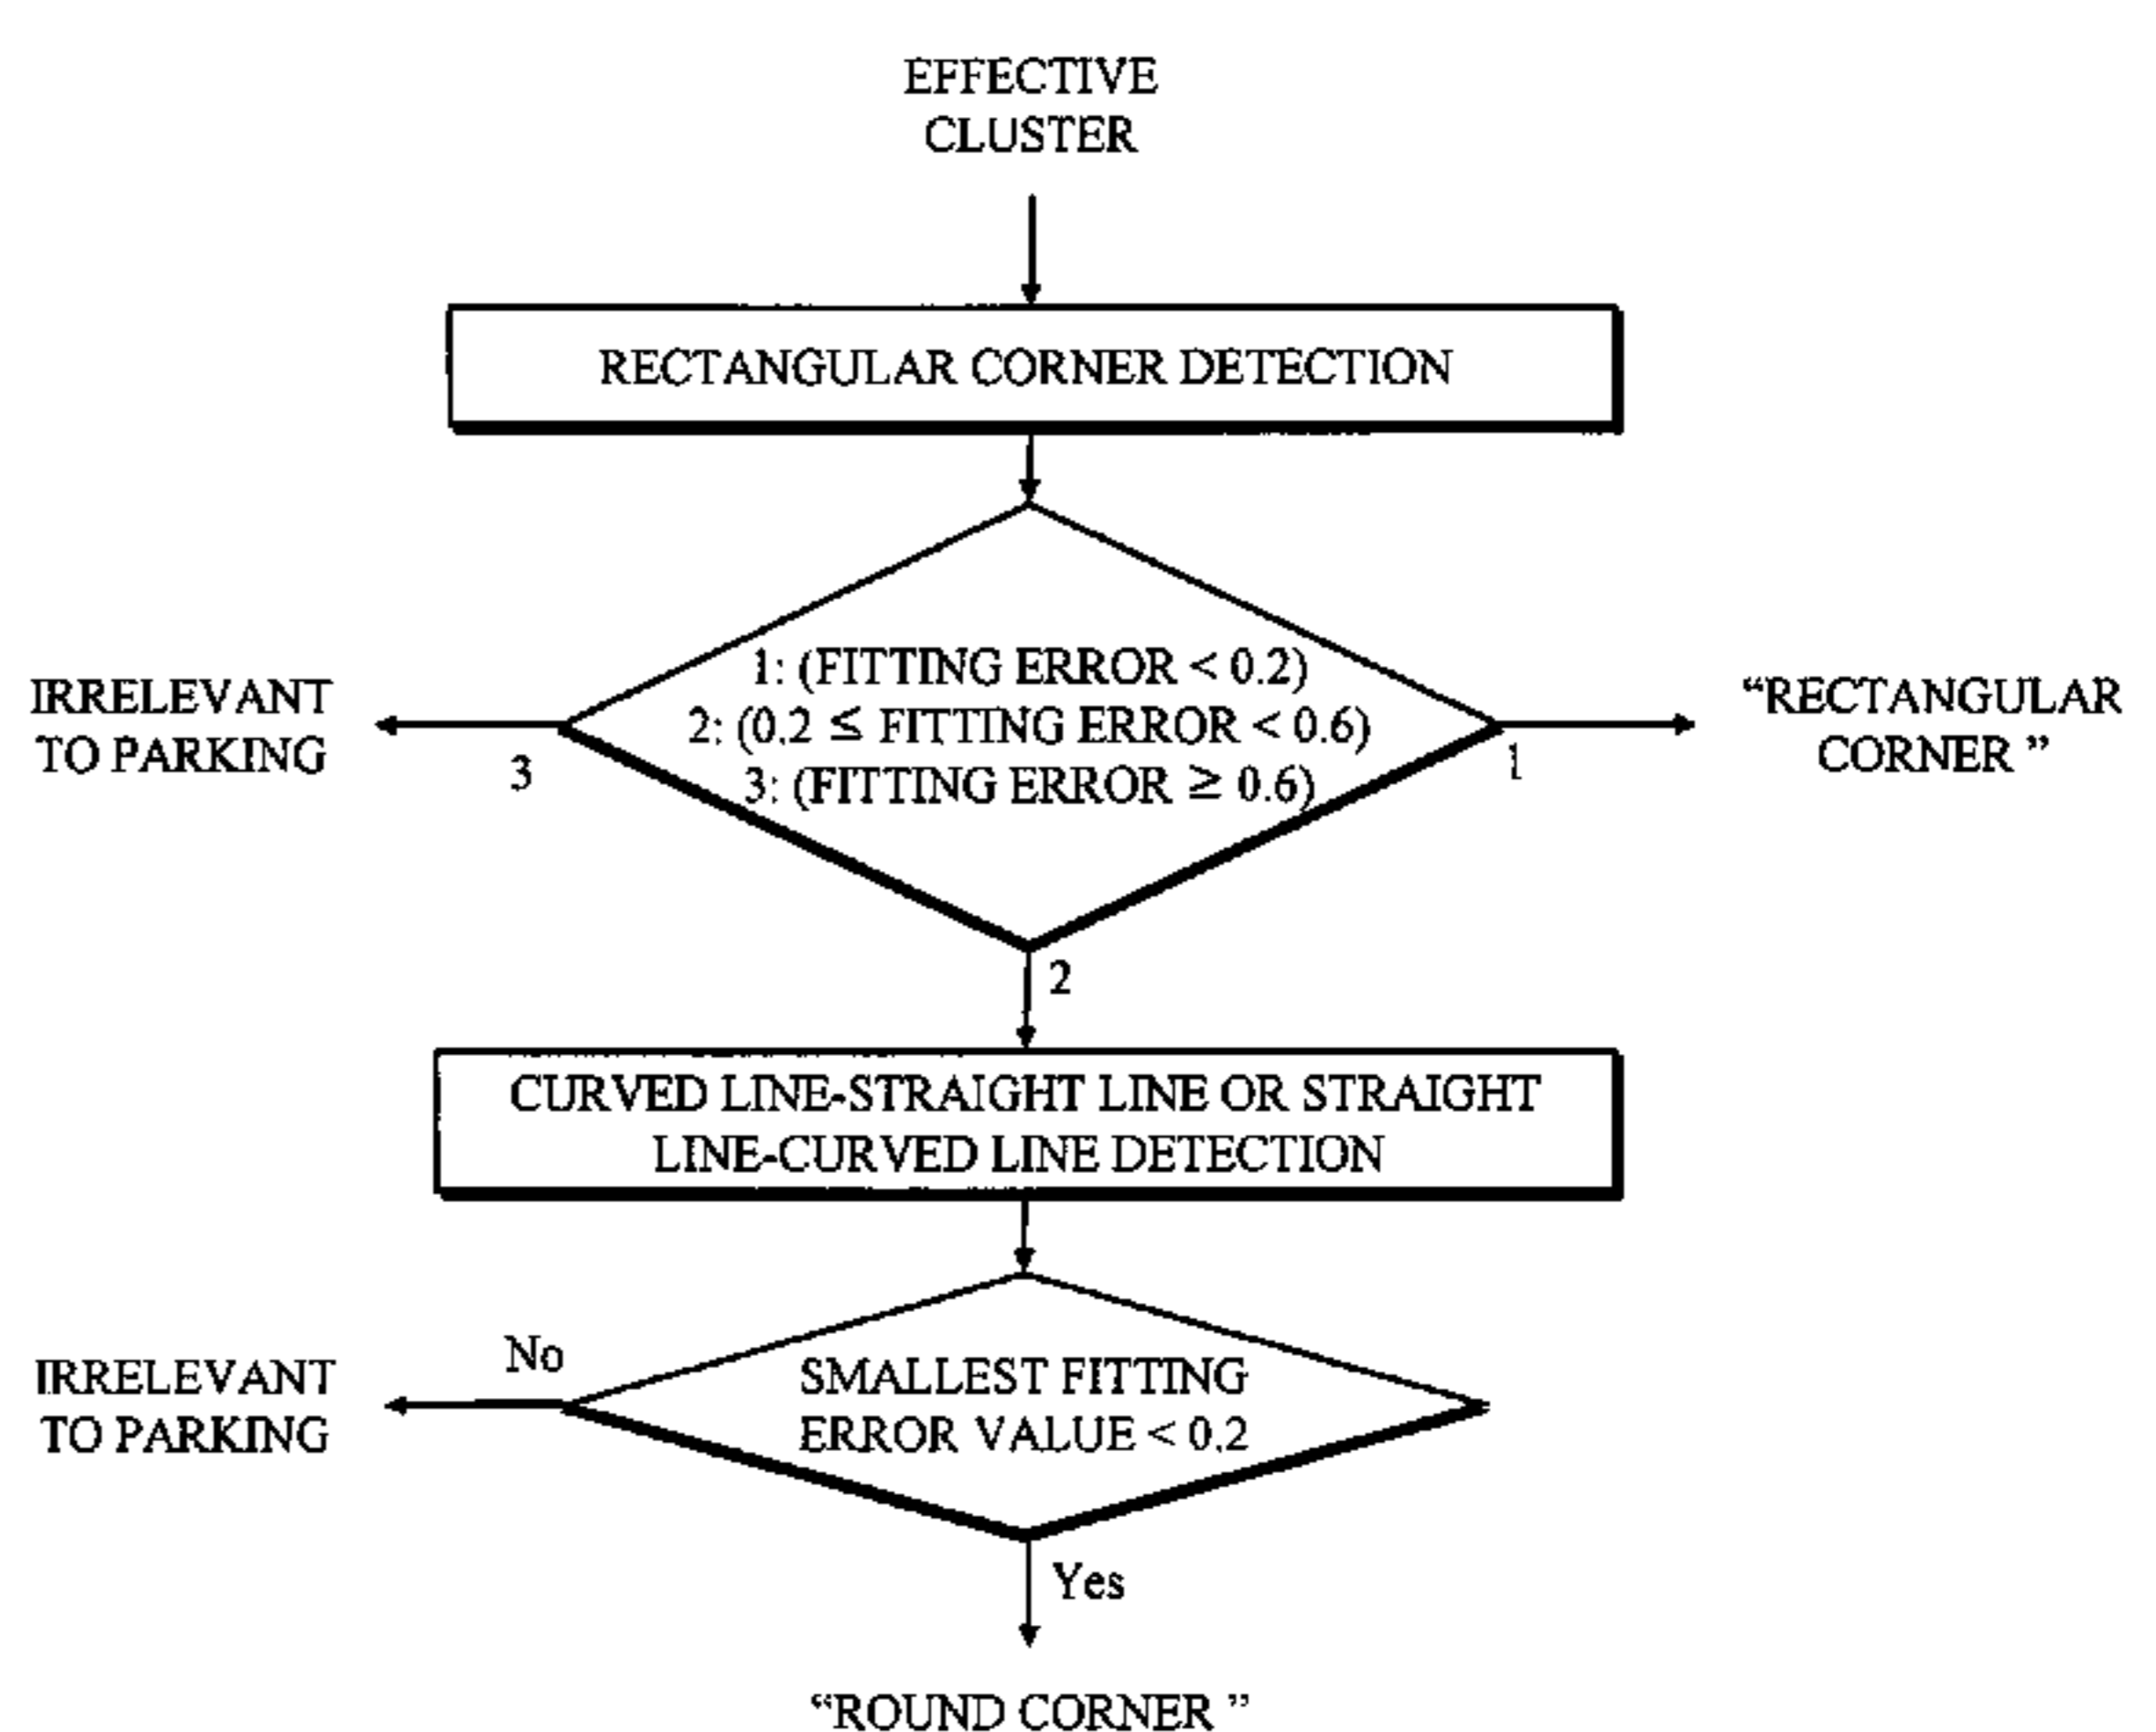 EFFECTIVE
CLUSTER
RECTANGULAR CORNER DETECTION
1: (FITTING ERROR < 0.2)
2: (0.2 ≤ FITTING ERROR < 0.6)
3: (FITTING ERROR ≥ 0.6)
IRRELEVANT
TO PARKING
3
1
“RECTANGULAR
CORNER ”
2
CURVED LINE-STRAIGHT LINE OR STRAIGHT
LINE-CURVED LINE DETECTION
SMALLEST FITTING
ERROR VALUE < 0.2
No
IRRELEVANT
TO PARKING
Yes
“ROUND CORNER ”